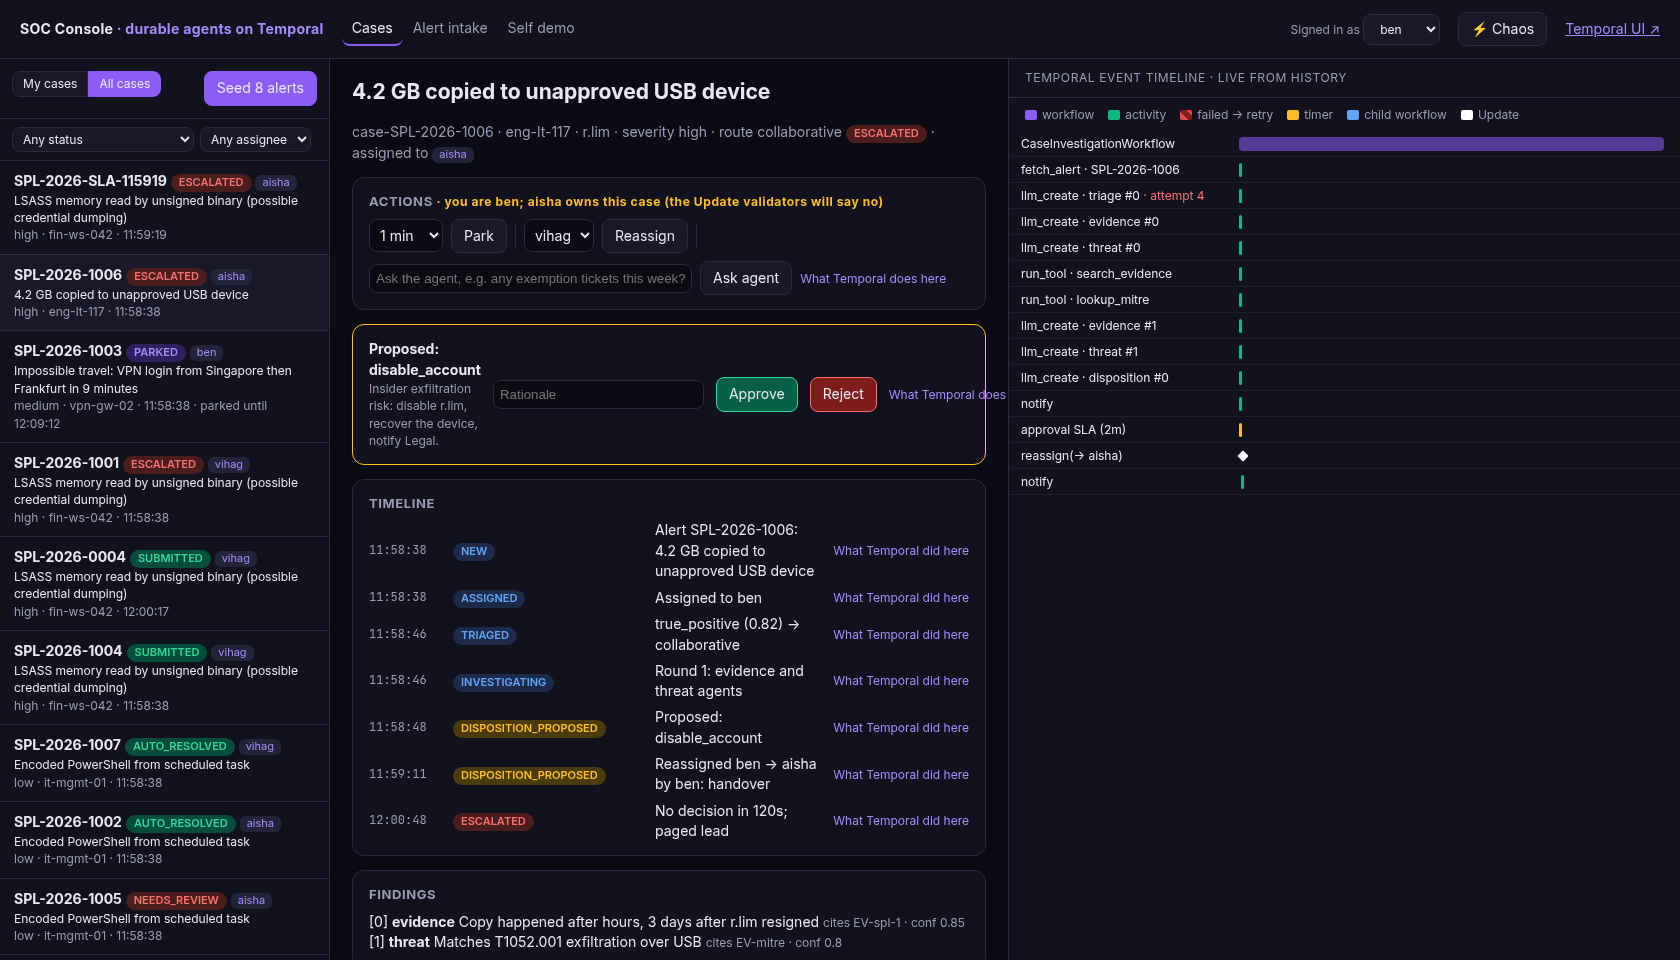 SOC Console · durable agents on Temporal
Cases
Alert intake
Self demo
Signed in as
ben
⚡ Chaos
Temporal UI ↗
My cases
All cases
Seed 8 alerts
Any status
Any assignee
SPL-2026-SLA-115919 ESCALATED aisha
LSASS memory read by unsigned binary (possible
credential dumping)
high · fin-ws-042 · 11:59:19
SPL-2026-1006 ESCALATED aisha
4.2 GB copied to unapproved USB device
high · eng-lt-117 · 11:58:38
SPL-2026-1003 PARKED ben
Impossible travel: VPN login from Singapore then
Frankfurt in 9 minutes
medium · vpn-gw-02 · 11:58:38 · parked until
12:09:12
SPL-2026-1001 ESCALATED vihag
LSASS memory read by unsigned binary (possible
credential dumping)
high · fin-ws-042 · 11:58:38
SPL-2026-0004 SUBMITTED vihag
LSASS memory read by unsigned binary (possible
credential dumping)
high · fin-ws-042 · 12:00:17
SPL-2026-1004 SUBMITTED vihag
LSASS memory read by unsigned binary (possible
credential dumping)
high · fin-ws-042 · 11:58:38
SPL-2026-1007 AUTO_RESOLVED vihag
Encoded PowerShell from scheduled task
low · it-mgmt-01 · 11:58:38
SPL-2026-1002 AUTO_RESOLVED aisha
Encoded PowerShell from scheduled task
low · it-mgmt-01 · 11:58:38
SPL-2026-1005 NEEDS_REVIEW aisha
Encoded PowerShell from scheduled task
low · it-mgmt-01 · 11:58:38
4.2 GB copied to unapproved USB device
case-SPL-2026-1006 · eng-lt-117 · r.lim · severity high · route collaborative ESCALATED ·
assigned to aisha
ACTIONS · you are ben; aisha owns this case (the Update validators will say no)
1 min
Park
vihag
Reassign
Ask the agent, e.g. any exemption tickets this week?
Ask agent
What Temporal does here
Proposed:
disable_account
Insider exfiltration
risk: disable r.lim,
recover the device,
notify Legal.
Rationale
Approve
Reject
What Temporal does
TIMELINE
11:58:38 NEW Alert SPL-2026-1006:
4.2 GB copied to
unapproved USB device
What Temporal did here
11:58:38 ASSIGNED Assigned to ben What Temporal did here
11:58:46 TRIAGED true_positive (0.82) →
collaborative
What Temporal did here
11:58:46 INVESTIGATING Round 1: evidence and
threat agents
What Temporal did here
11:58:48 DISPOSITION_PROPOSED Proposed:
disable_account
What Temporal did here
11:59:11 DISPOSITION_PROPOSED Reassigned ben → aisha
by ben: handover
What Temporal did here
12:00:48 ESCALATED No decision in 120s;
paged lead
What Temporal did here
FINDINGS
[0] evidence Copy happened after hours, 3 days after r.lim resigned cites EV-spl-1 · conf 0.85
[1] threat Matches T1052.001 exfiltration over USB cites EV-mitre · conf 0.8
TEMPORAL EVENT TIMELINE · LIVE FROM HISTORY
workflow
activity
failed → retry
timer
child workflow
Update
CaseInvestigationWorkflow
fetch_alert · SPL-2026-1006
llm_create · triage #0 · attempt 4
llm_create · evidence #0
llm_create · threat #0
run_tool · search_evidence
run_tool · lookup_mitre
llm_create · evidence #1
llm_create · threat #1
llm_create · disposition #0
notify
approval SLA (2m)
reassign(→ aisha)
notify